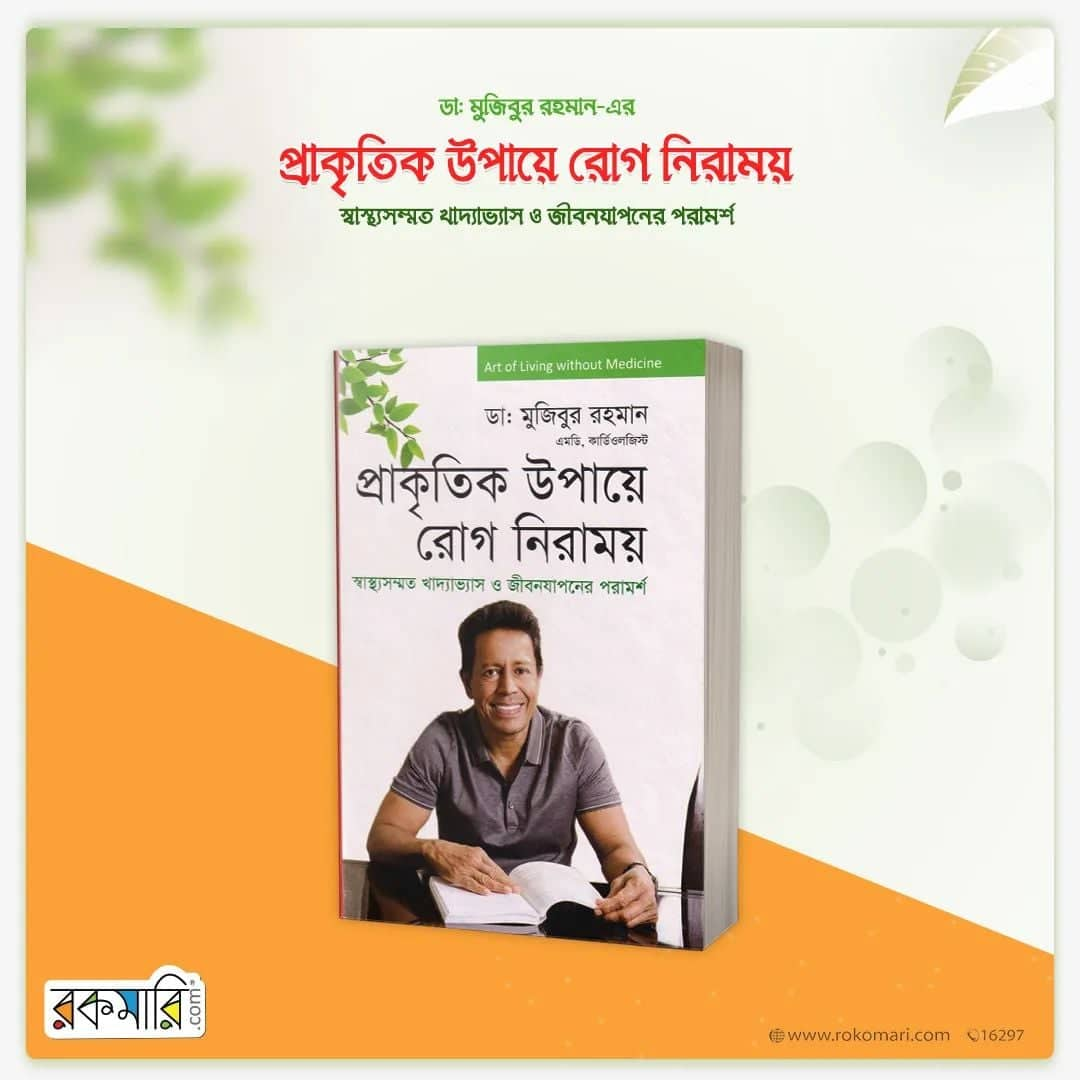 ডা: মুজিবুর রহমান-এর
প্রাকৃতিক উপায়ে রোগ নিরাময়
স্বাস্থ্যসম্মত খাদ্যাভ্যাস ও জীবনযাপনের পরামর্শ
Art of Living without Medicine
ডা: মুজিবুর রহমান
এমডি, কার্ডিওলজিস্ট
প্রাকৃতিক উপায়ে
রোগ নিরাময়
স্বাস্থ্যসম্মত খাদ্যাভ্যাস ও জীবনযাপনের পরামর্শ
রকমারি.com
www.rokomari.com 16297